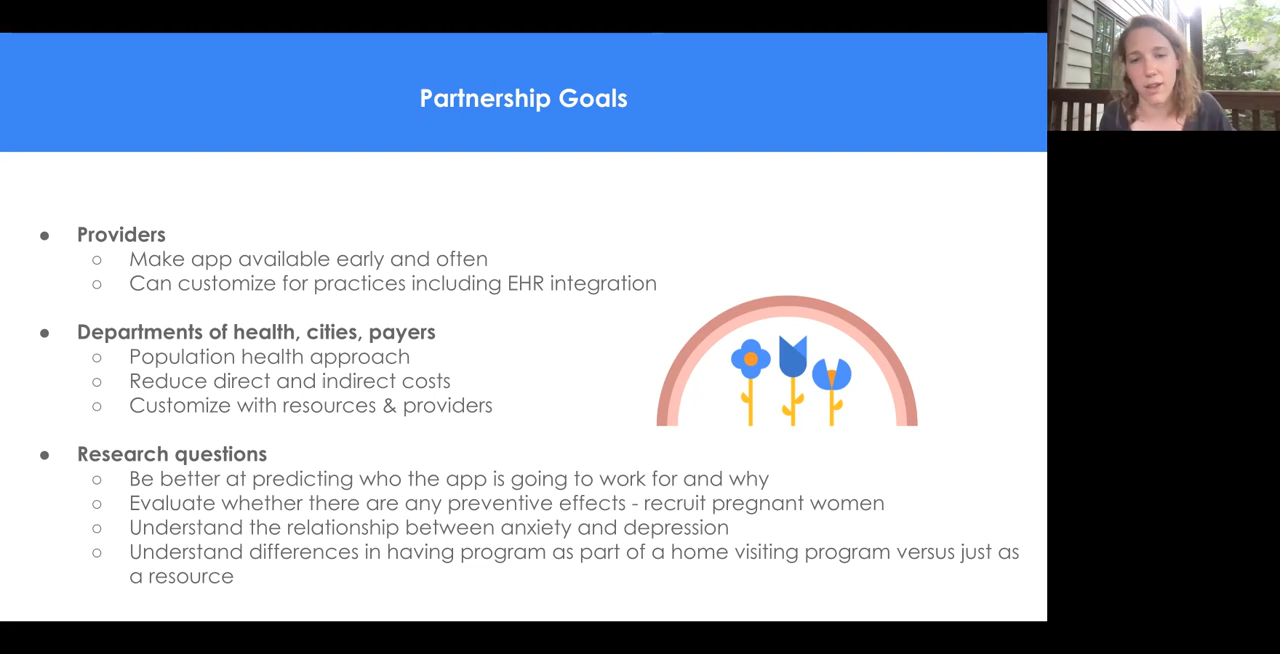 Partnership Goals
● Providers
○ Make app available early and often
○ Can customize for practices including EHR integration
● Departments of health, cities, payers
○ Population health approach
○ Reduce direct and indirect costs
○ Customize with resources & providers
● Research questions
○ Be better at predicting who the app is going to work for and why
○ Evaluate whether there are any preventive effects - recruit pregnant women
○ Understand the relationship between anxiety and depression
○ Understand differences in having program as part of a home visiting program versus just as
a resource